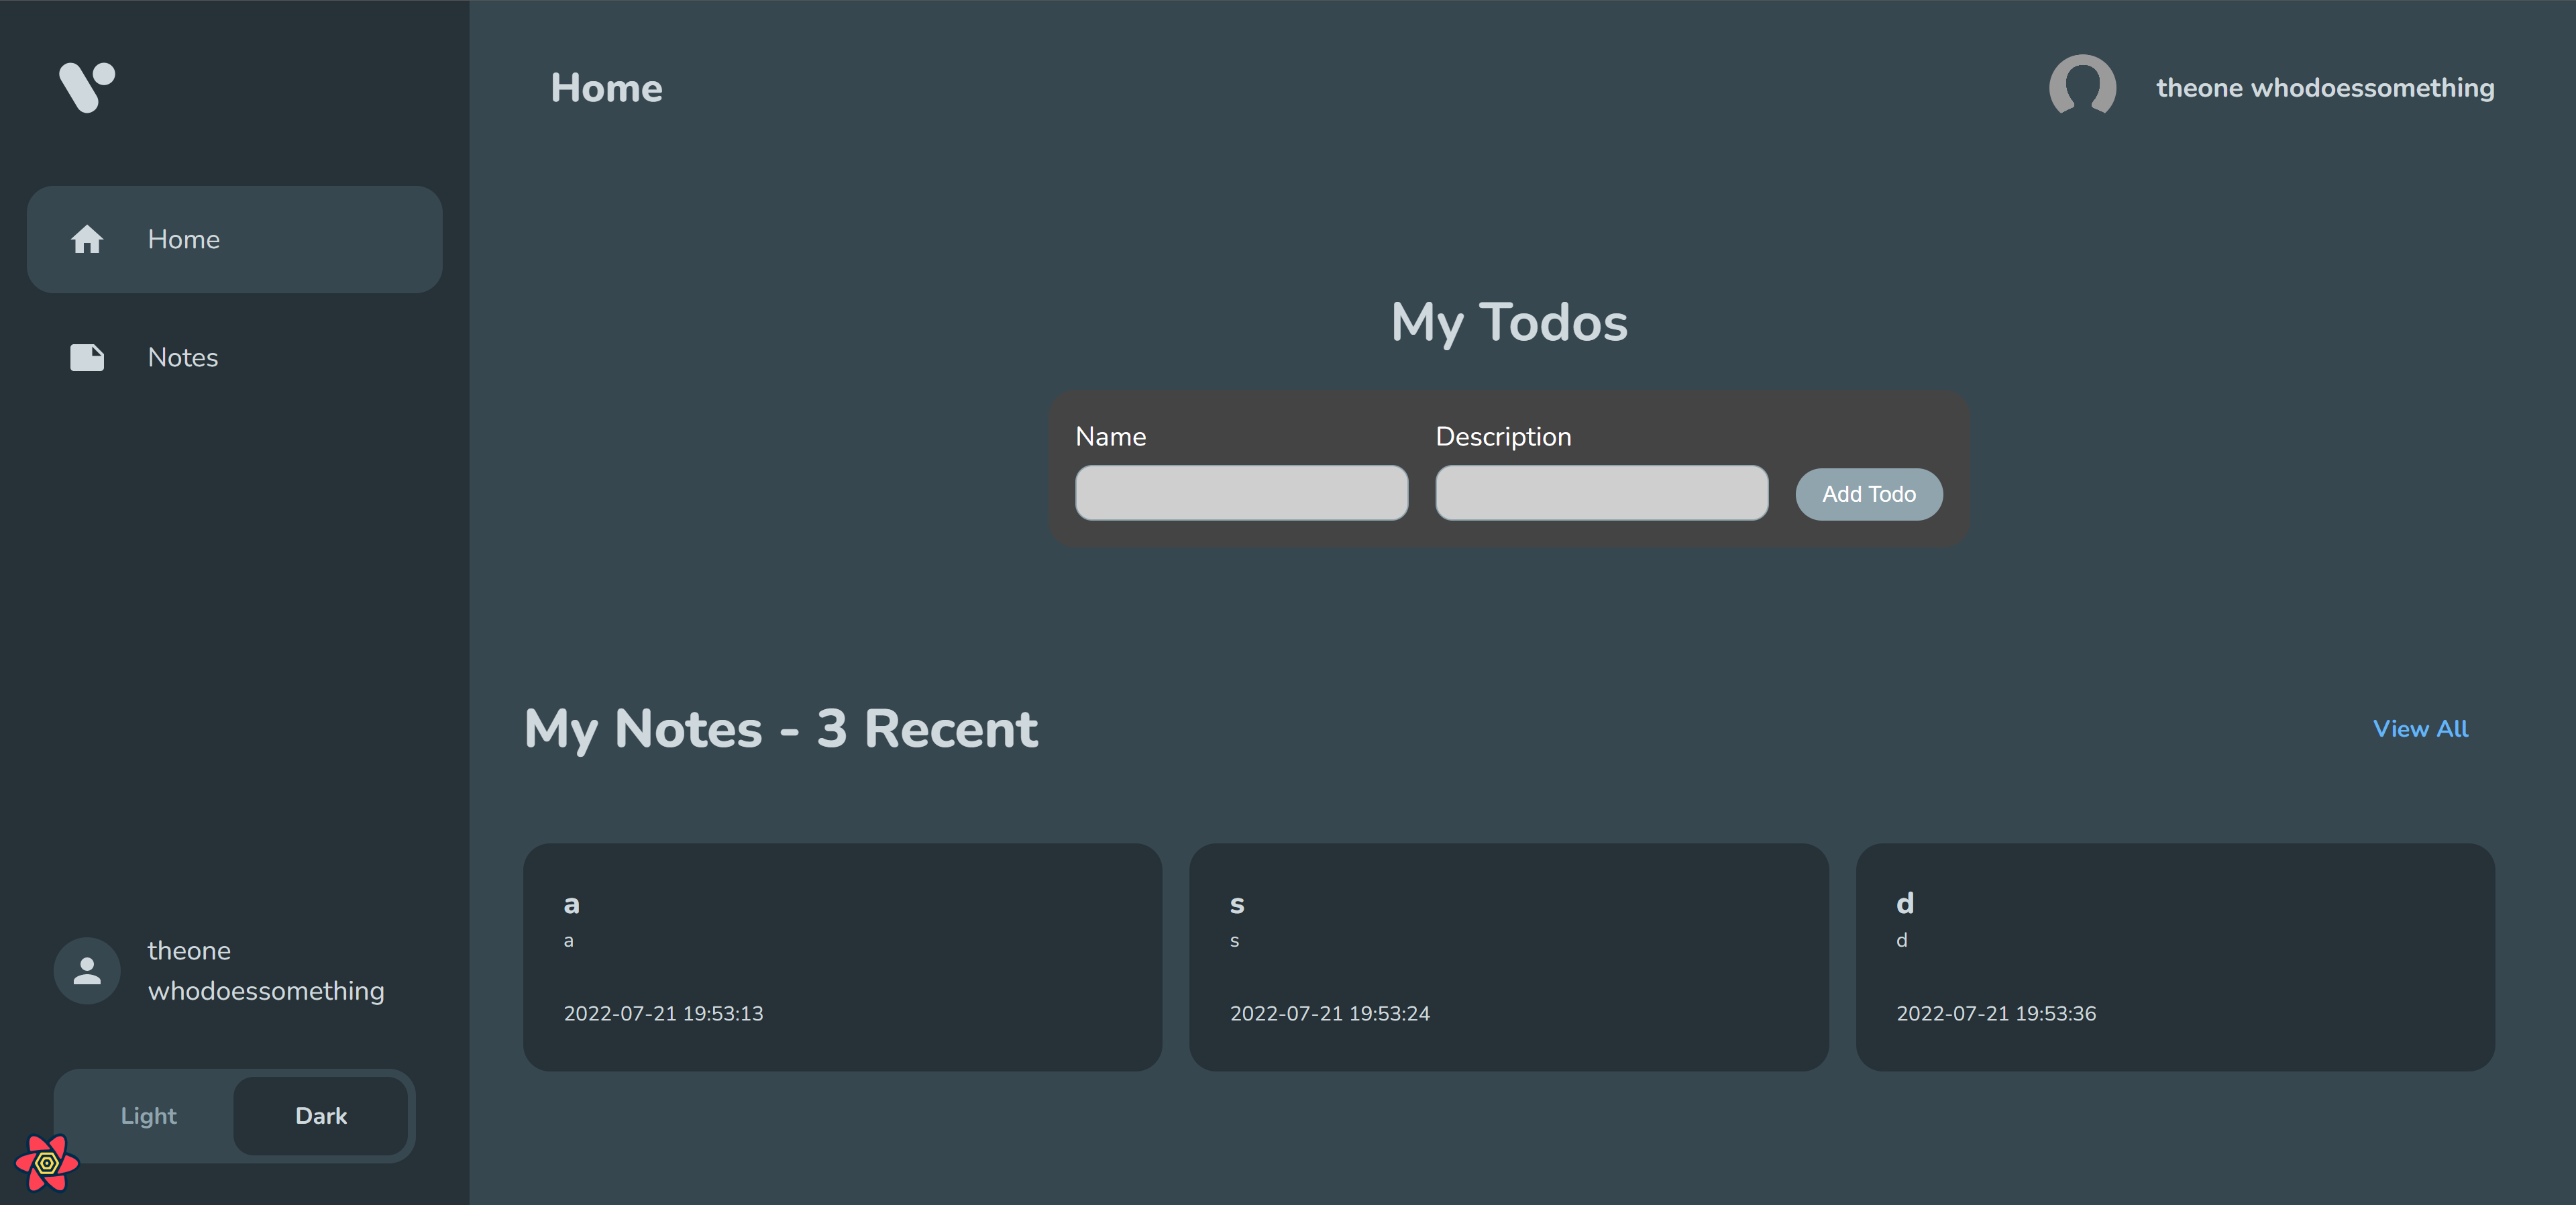 Home
theone whodoessomething
Home
Notes
My Todos
Name
Description
Add Todo
My Notes - 3 Recent
View All
a
a
2022-07-21 19:53:13
s
s
2022-07-21 19:53:24
d
d
2022-07-21 19:53:36
theone
whodoessomething
Light
Dark